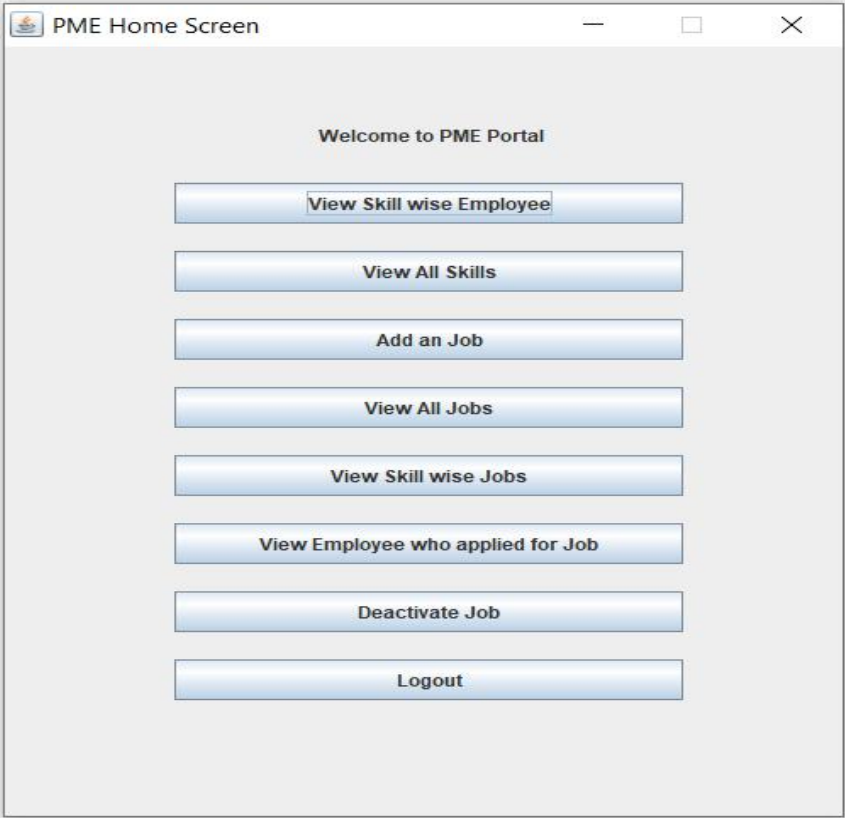 PME Home Screen
Welcome to PME Portal
View Skill wise Employee
View All Skills
Add an Job
View All Jobs
View Skill wise Jobs
View Employee who applied for Job
Deactivate Job
Logout